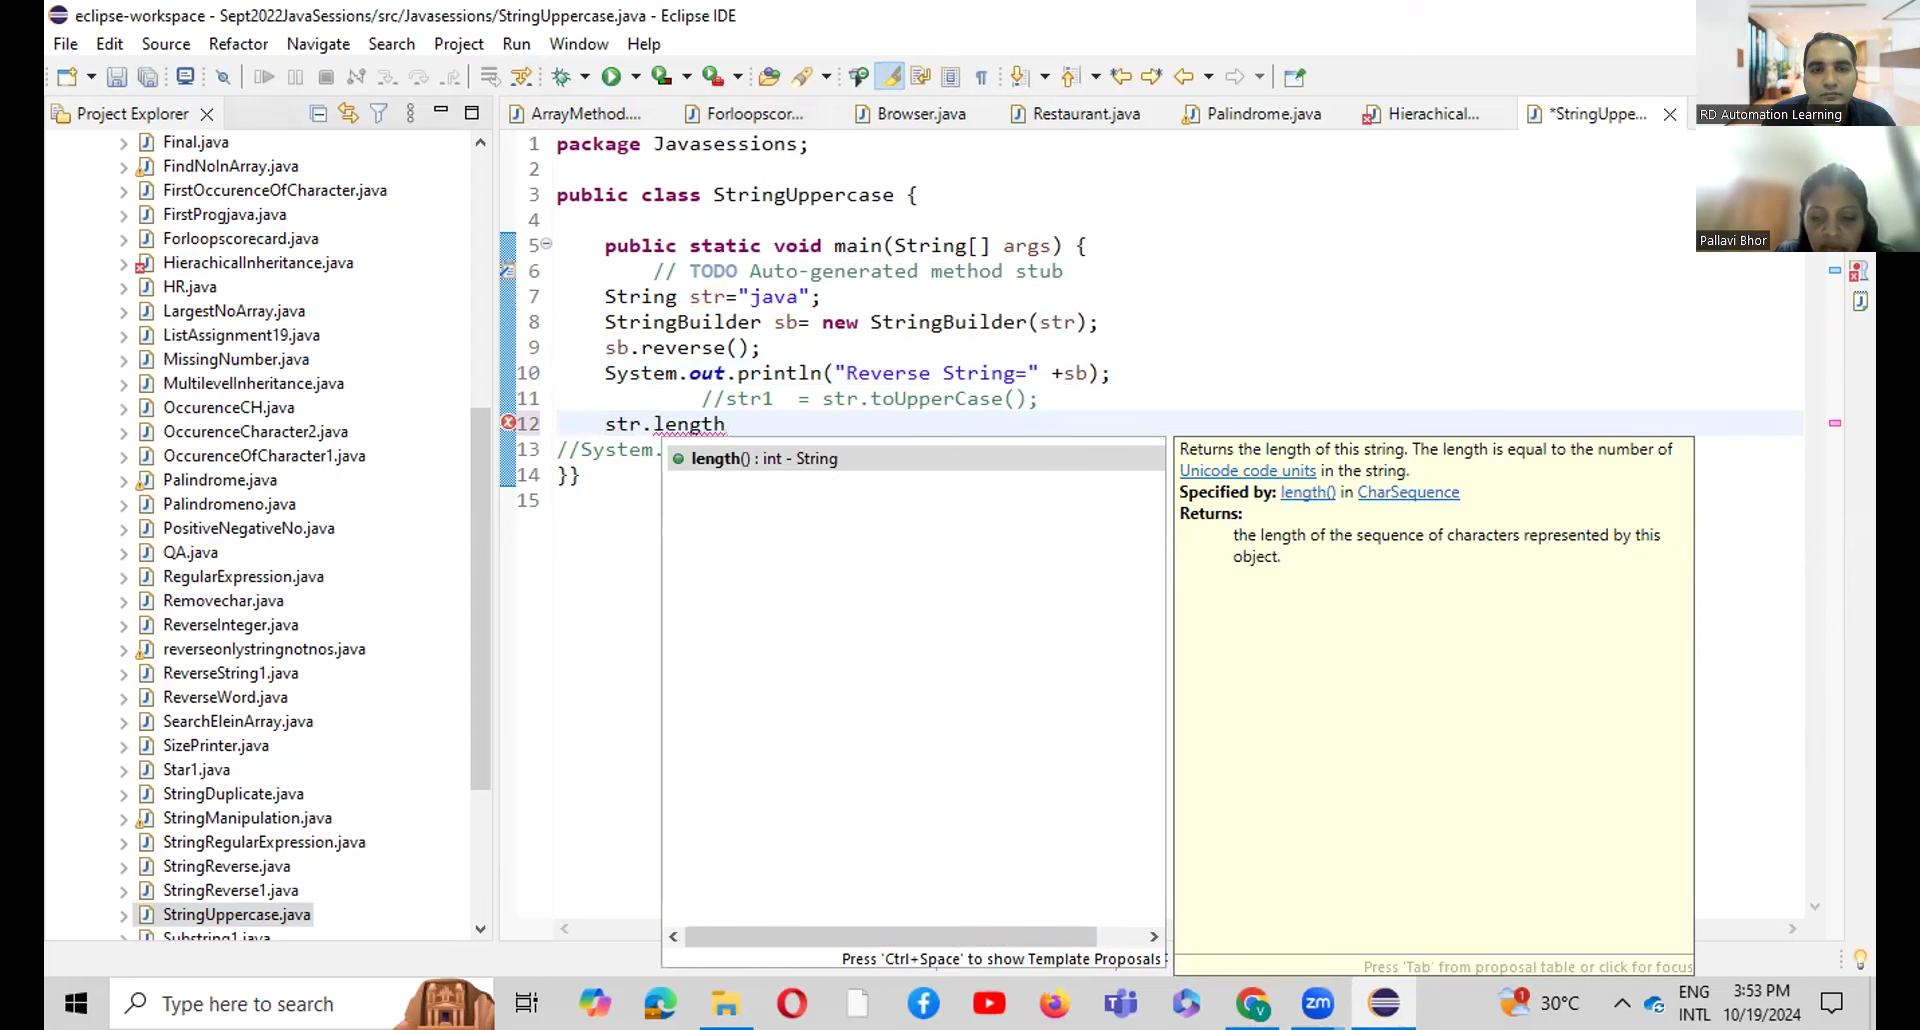 eclipse-workspace - Sept2022JavaSessions/src/Javasessions/StringUppercase.java - Eclipse IDE
File Edit Source Refactor Navigate Search Project Run Window Help
RD Automation Learning
Pallavi Bhor
Project Explorer
ArrayMethod.... Forloopscor... Browser.java Restaurant.java Palindrome.java Hierachical... *StringUppe...
Final.java
FindNoInArray.java
FirstOccurenceOfCharacter.java
FirstProgjava.java
Forloopscorecard.java
HierachicalInheritance.java
HR.java
LargestNoArray.java
ListAssignment19.java
MissingNumber.java
MultilevelInheritance.java
OccurenceCH.java
OccurenceCharacter2.java
OccurenceOfCharacter1.java
Palindrome.java
Palindromeno.java
PositiveNegativeNo.java
QA.java
RegularExpression.java
Removechar.java
ReverseInteger.java
reverseonlystringnotnos.java
ReverseString1.java
ReverseWord.java
SearchEleinArray.java
SizePrinter.java
Star1.java
StringDuplicate.java
StringManipulation.java
StringRegularExpression.java
StringReverse.java
StringReverse1.java
StringUppercase.java
Substring1.java
1 package Javasessions;
2
3 public class StringUppercase {
4
5 public static void main(String[] args) {
6 // TODO Auto-generated method stub
7 String str="java";
8 StringBuilder sb= new StringBuilder(str);
9 sb.reverse();
10 System.out.println("Reverse String=" +sb);
11 //str1 = str.toUpperCase();
12 str.length
13 //System.
14 }}
15
length() : int - String
Press 'Ctrl+Space' to show Template Proposals
Returns the length of this string. The length is equal to the number of
Unicode code units in the string.
Specified by: length() in CharSequence
Returns:
the length of the sequence of characters represented by this
object.
Press 'Tab' from proposal table or click for focus
Type here to search
zm
V
1
30°C
ENG
INTL
3:53 PM
10/19/2024